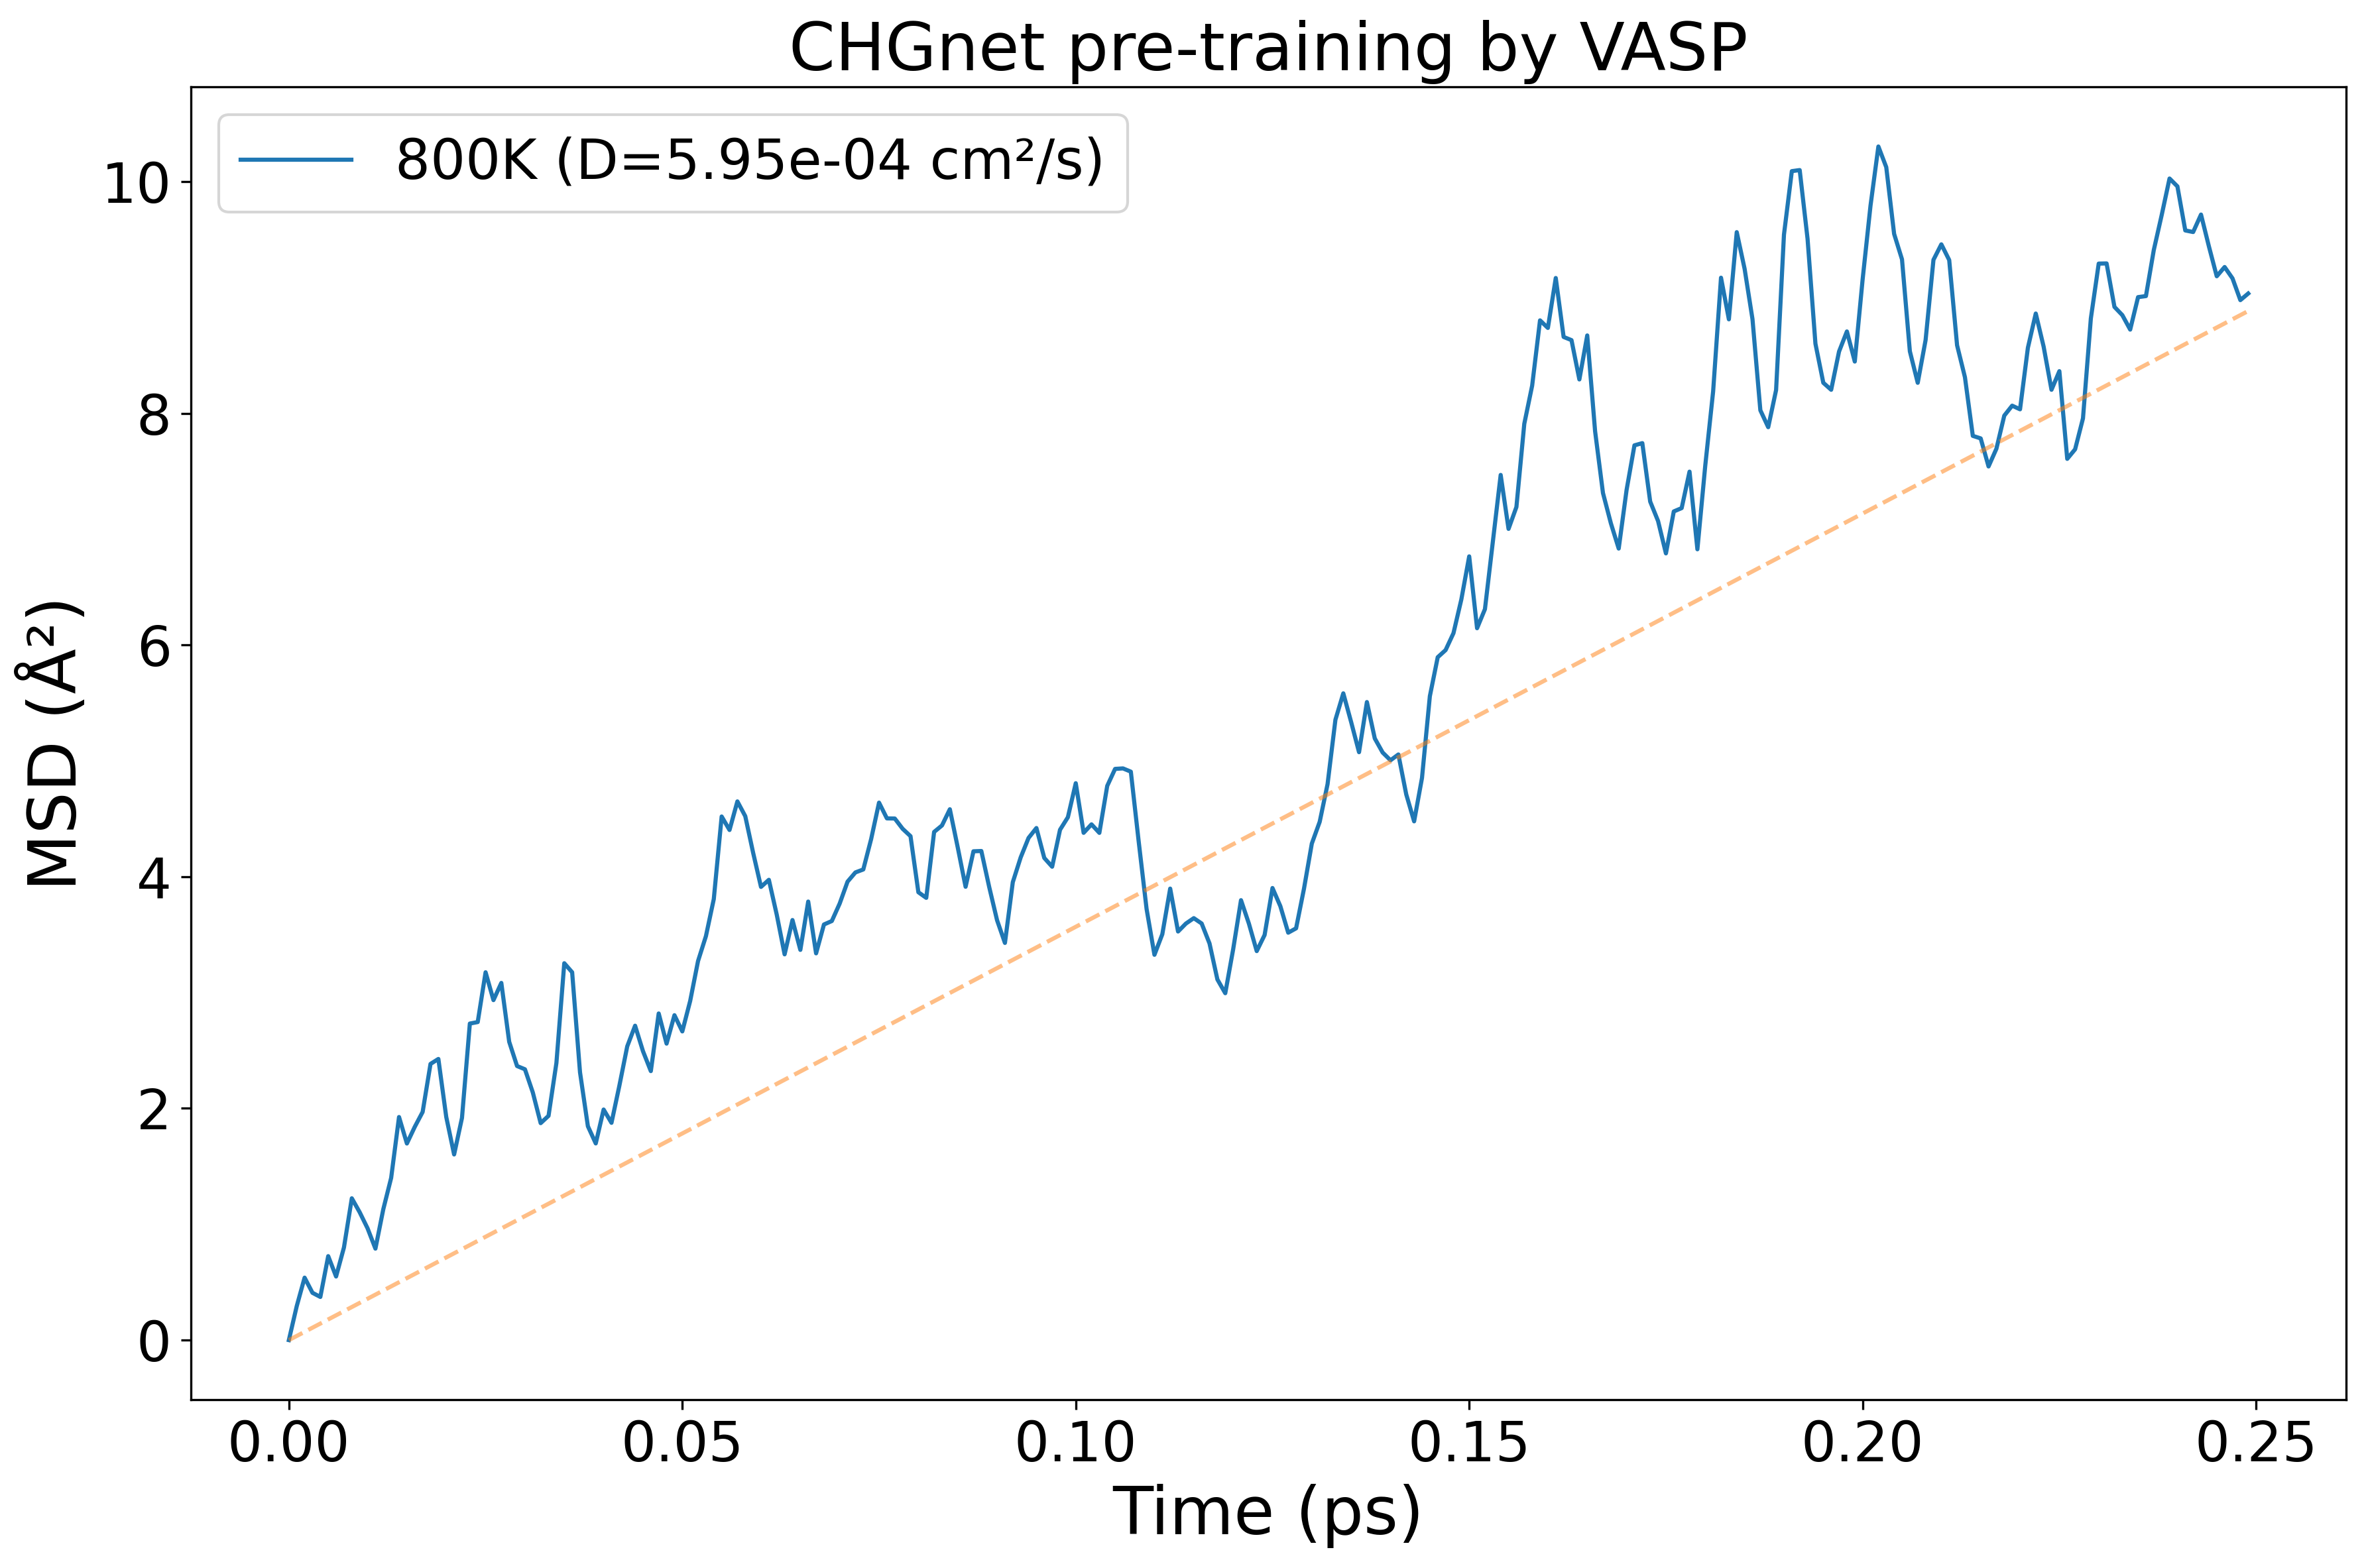 CHGnet pre-training by VASP
800K (D=5.95e-04 cm²/s)
MSD (Å²)
10
8
6
4
2
0
0.00 0.05 0.10 0.15 0.20 0.25
Time (ps)